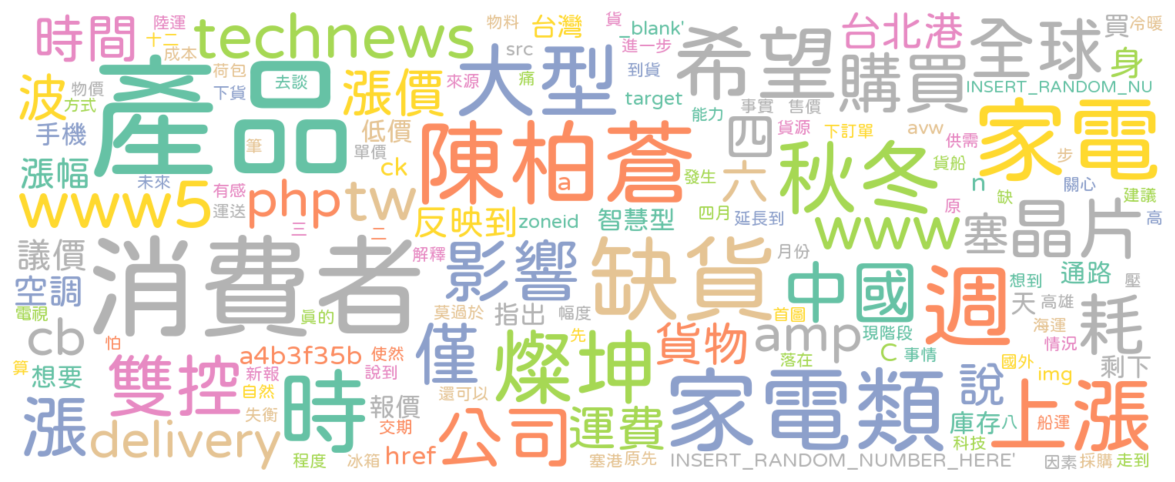 時間
陸運
十二
成本
technews
物料
src
台灣
_blank'
貨
進一步
希望
台北港
全球
買
冷暖
波
物價
方式
荷包
下貨
去談
產品
漲價
來源
大型
痛
到貨
target
購買
身
INSERT_RANDOM_NU
手機
筆
低價
單價
陳柏蒼
能力
事實
售價
四
貨源
下訂單
avw
供需
貨船
家電
步
漲幅
未來
有感
ck
a
發生
六
秋冬
n
缺
關心
建議
高
www5
運送
php
tw
三
二
反映到
zoneid
智慧型
四月
延長到
www
原
塞
晶片
議價
消費者
解釋
影響
缺貨
月份
中國
週
想到
通路
壓
空調
電視
真的
莫過於
指出
幅度
首圖
天
高雄
耗
cb
怕
a4b3f35b
使然
僅
燦坤
先
貨物
amp
現階段
海運
情況
算
想要
雙控
新報
自然
說到
時
還可以
家電類
落在
C
事情
說
國外
img
剩下
漲
delivery
失衡
報價
交期
公司
運費
庫存
八
科技
船運
上漲
程度
冰箱
href
塞港
原先
INSERT_RANDOM_NUMBER_HERE'
因素
採購
走到